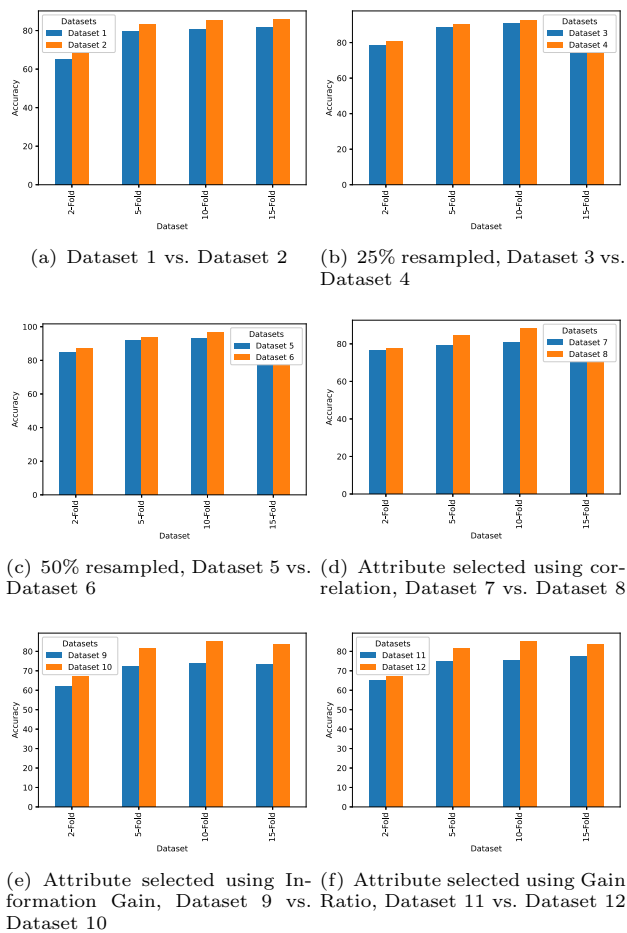 Datasets
Dataset 1
Dataset 2
80
60
40
20
0
Accuracy
2-Fold
5-Fold
10-Fold
15-Fold
Dataset
(a) Dataset 1 vs. Dataset 2
Datasets
Dataset 3
Dataset 4
80
60
40
20
0
Accuracy
2-Fold
5-Fold
10-Fold
15-Fold
Dataset
(b) 25% resampled, Dataset 3 vs.
Dataset 4
Datasets
Dataset 5
Dataset 6
100
80
60
40
20
0
Accuracy
2-Fold
5-Fold
10-Fold
15-Fold
Dataset
(c) 50% resampled, Dataset 5 vs.
Dataset 6
Datasets
Dataset 7
Dataset 8
80
60
40
20
0
Accuracy
2-Fold
5-Fold
10-Fold
15-Fold
Dataset
(d) Attribute selected using cor-
relation, Dataset 7 vs. Dataset 8
Datasets
Dataset 9
Dataset 10
80
70
60
50
40
30
20
10
0
Accuracy
2-Fold
5-Fold
10-Fold
15-Fold
Dataset
(e) Attribute selected using In-
formation Gain, Dataset 9 vs.
Dataset 10
Datasets
Dataset 11
Dataset 12
80
70
60
50
40
30
20
10
0
Accuracy
2-Fold
5-Fold
10-Fold
15-Fold
Dataset
(f) Attribute selected using Gain
Ratio, Dataset 11 vs. Dataset 12